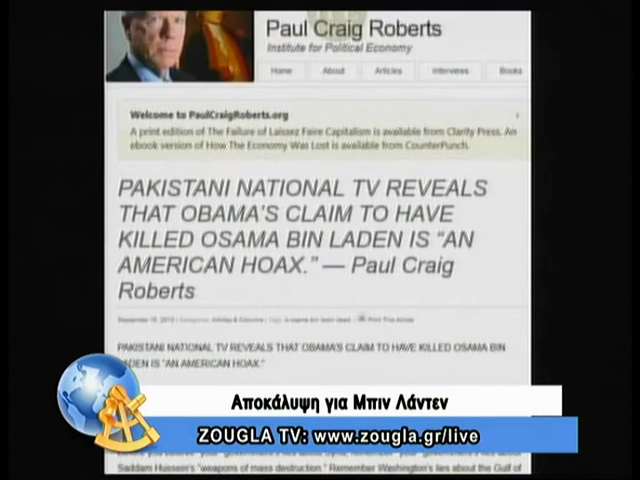 Paul Craig Roberts
Institute for Political Economy
Home About Articles Interviews Books
Welcome to PaulCraigRoberts.org
A print edition of The Failure of Laissez Faire Capitalism is available from Clarity Press. An
ebook version of How The Economy Was Lost is available from CounterPunch.
PAKISTANI NATIONAL TV REVEALS
THAT OBAMA'S CLAIM TO HAVE
KILLED OSAMA BIN LADEN IS “AN
AMERICAN HOAX.” — Paul Craig
Roberts
Print This Article
PAKISTANI NATIONAL TV REVEALS THAT OBAMA'S CLAIM TO HAVE KILLED OSAMA BIN
LADEN IS “AN AMERICAN HOAX.”
Αποκάλυψη για Μπιν Λάντεν
ZOUGLA TV: www.zougla.gr/live
Saddam Hussein's “weapons of mass destruction.” Remember Washington's lies about the Gulf of